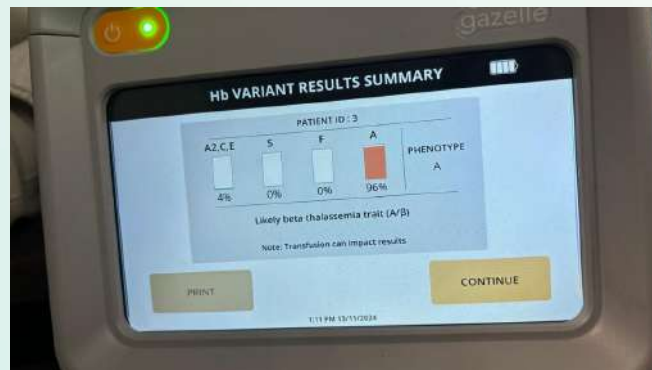 gazelle
Hb VARIANT RESULTS SUMMARY
PATIENT ID : 3
A2,C,E S F A
PHENOTYPE
A
4% 0% 0% 96%
Likely beta thalassemia trait (A/β)
Note: Transfusion can impact results
PRINT CONTINUE
1:11 PM 13/11/2024